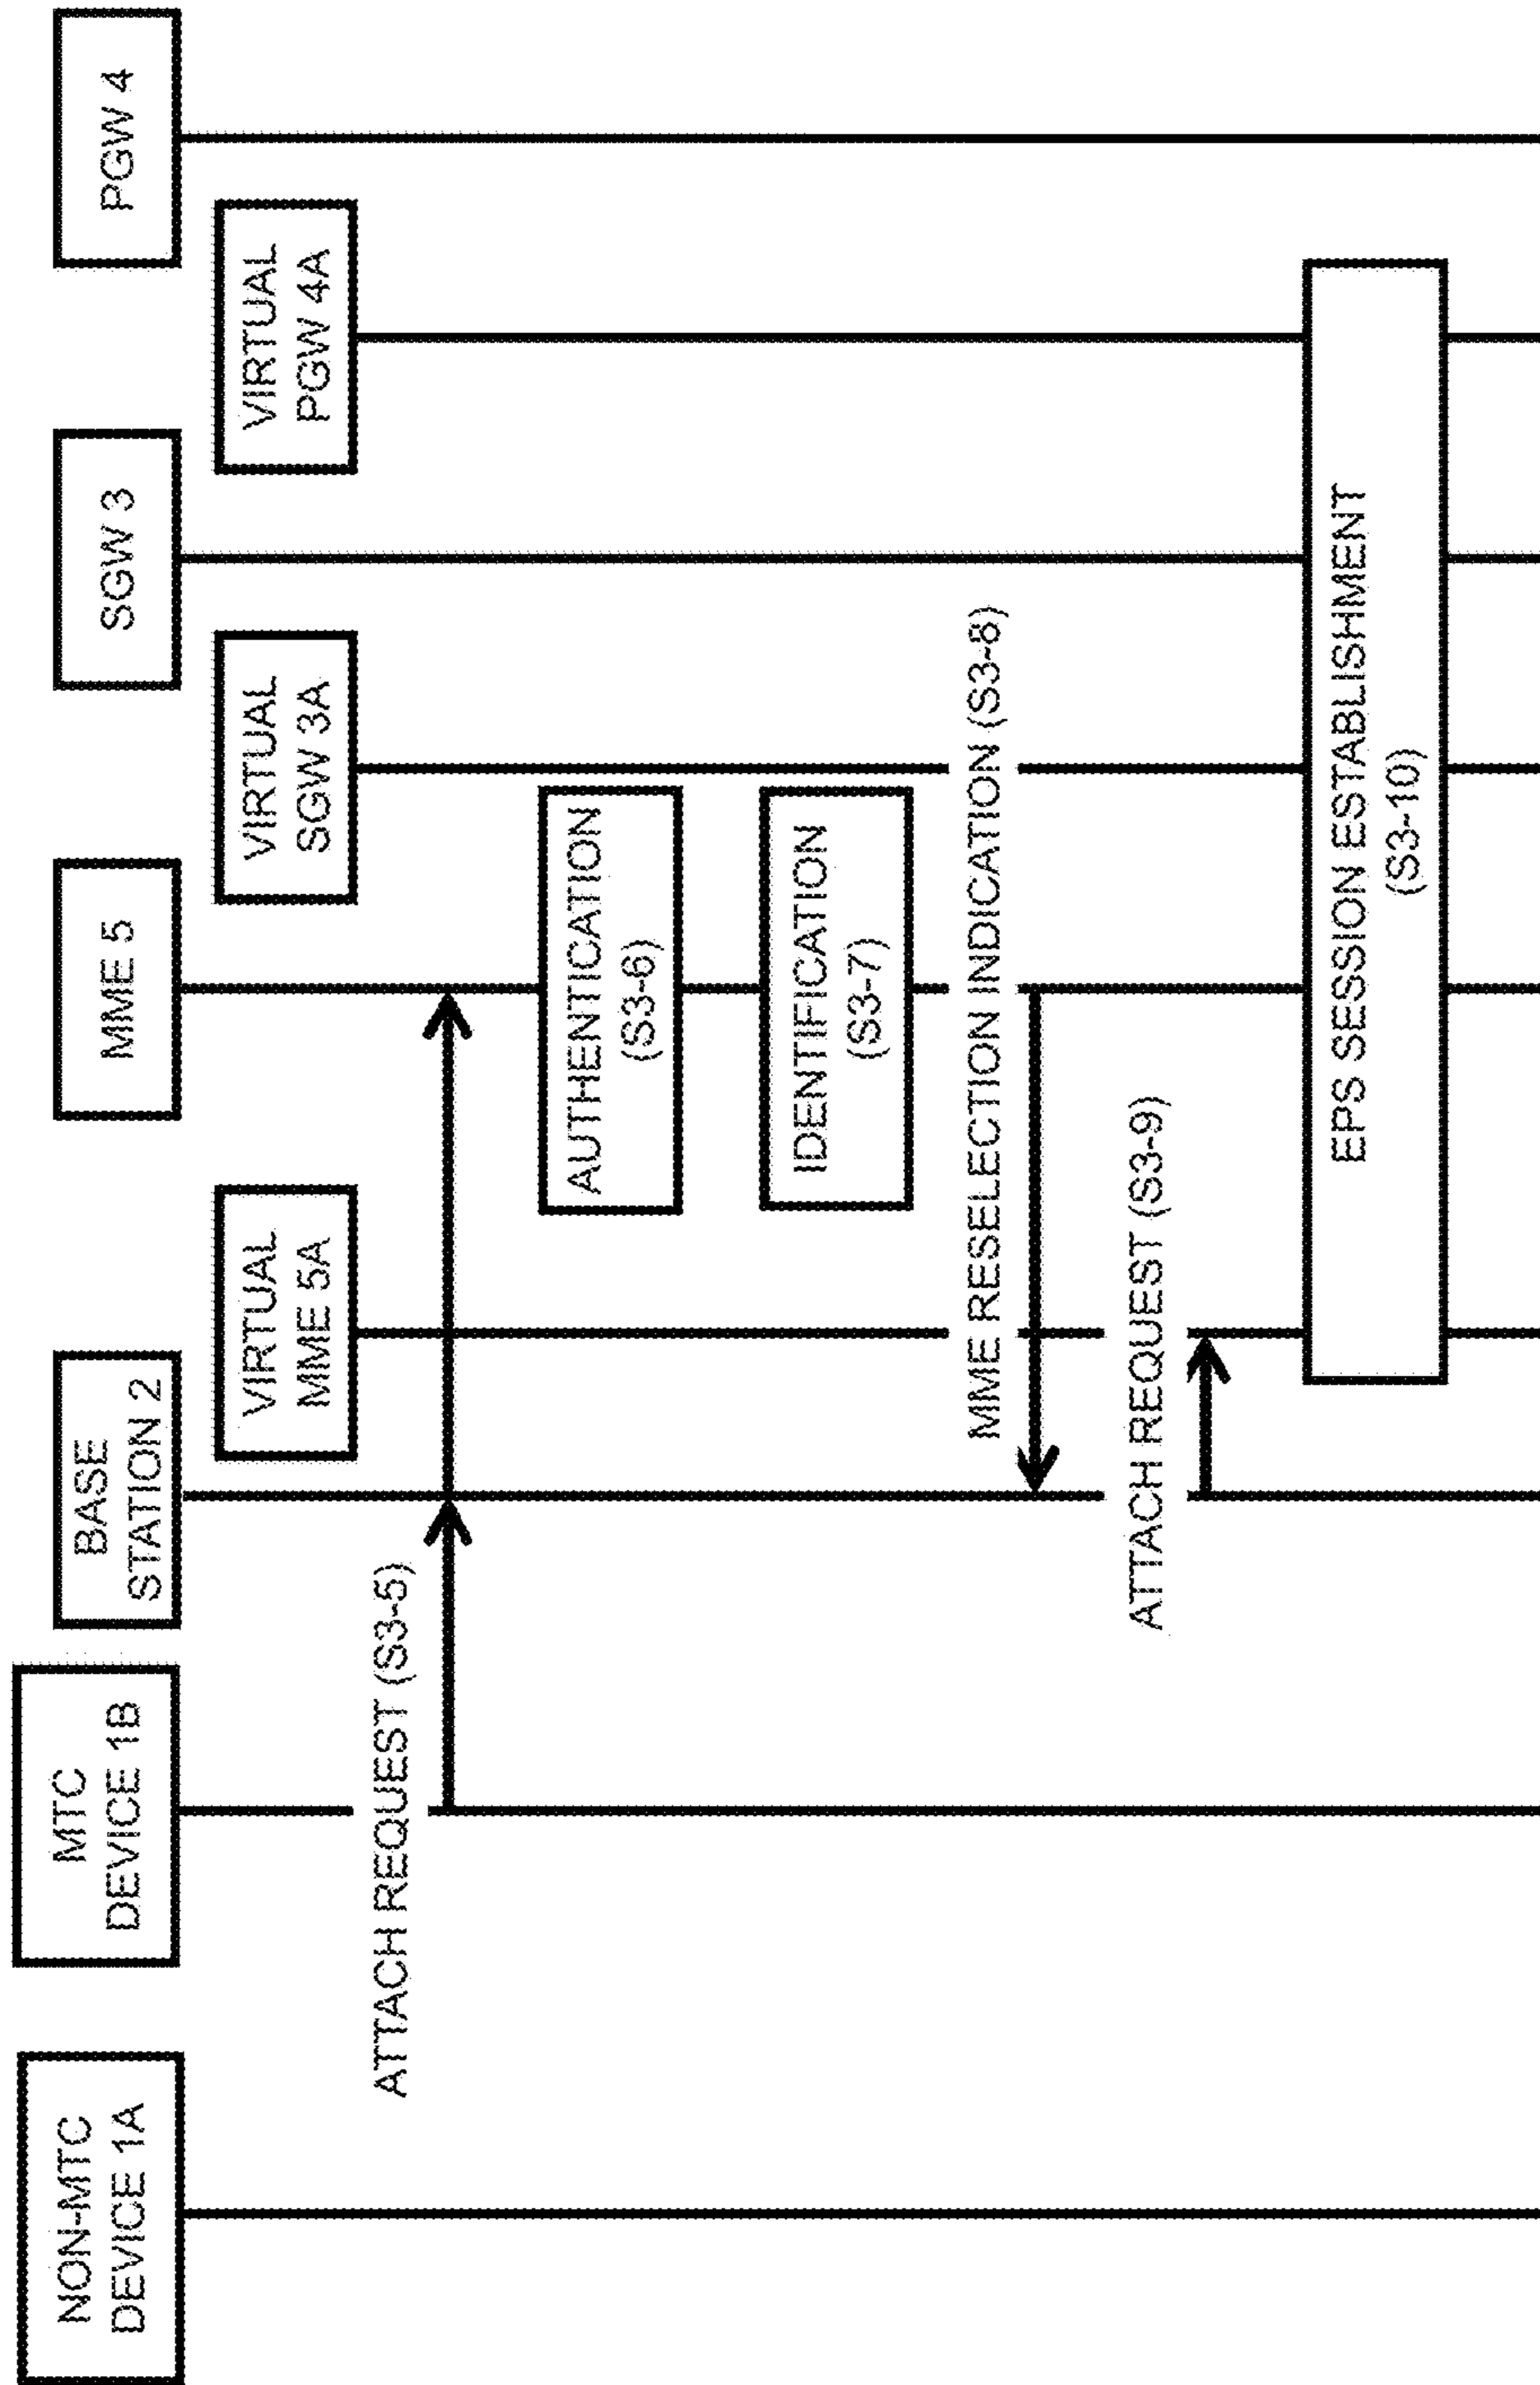 NON-MTC
DEVICE 1A
MTC
DEVICE 1B
BASE
STATION 2
MME 5
SGW 3
PGW 4
VIRTUAL
MME 5A
VIRTUAL
SGW 3A
VIRTUAL
PGW 4A
ATTACH REQUEST (S3-5)
AUTHENTICATION
(S3-6)
IDENTIFICATION
(S3-7)
MME RESELECTION INDICATION (S3-8)
ATTACH REQUEST (S3-9)
EPS SESSION ESTABLISHMENT
(S3-10)